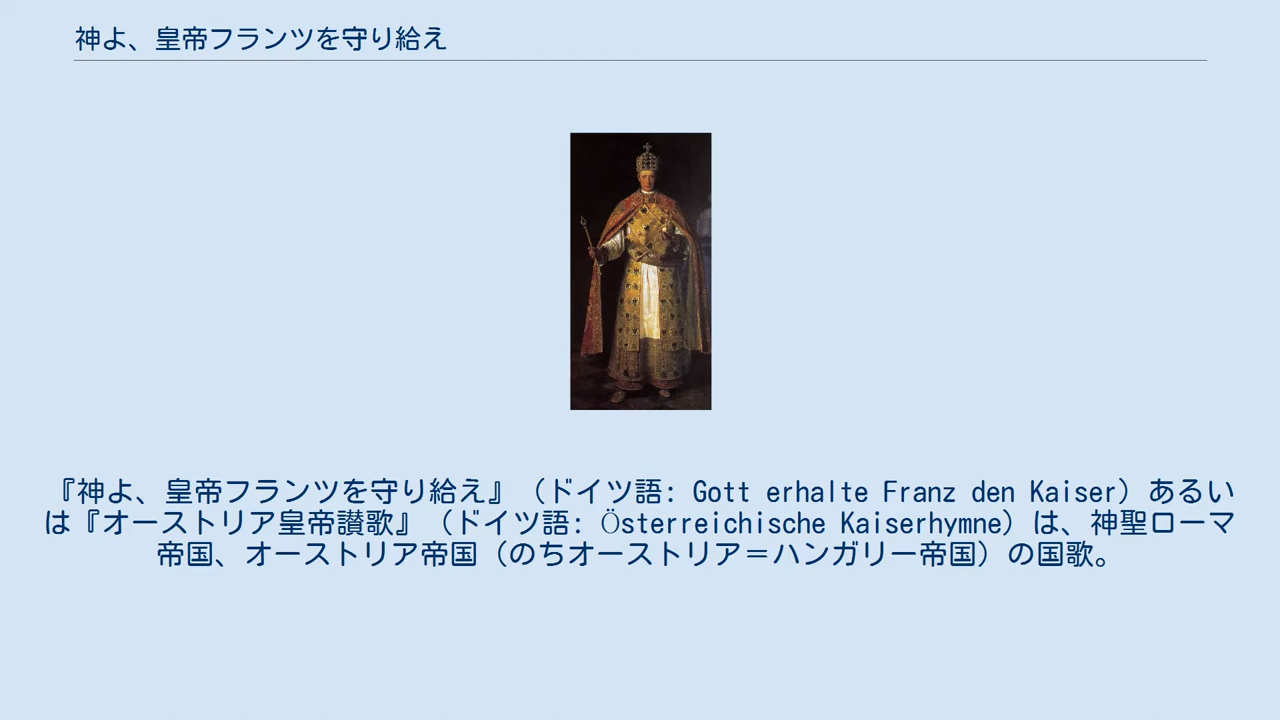 神よ、皇帝フランツを守り給え
『神よ、皇帝フランツを守り給え』（ドイツ語: Gott erhalte Franz den Kaiser）あるい
は『オーストリア皇帝讃歌』（ドイツ語: Österreichische Kaiserhymne）は、神聖ローマ
帝国、オーストリア帝国（のちオーストリア＝ハンガリー帝国）の国歌。